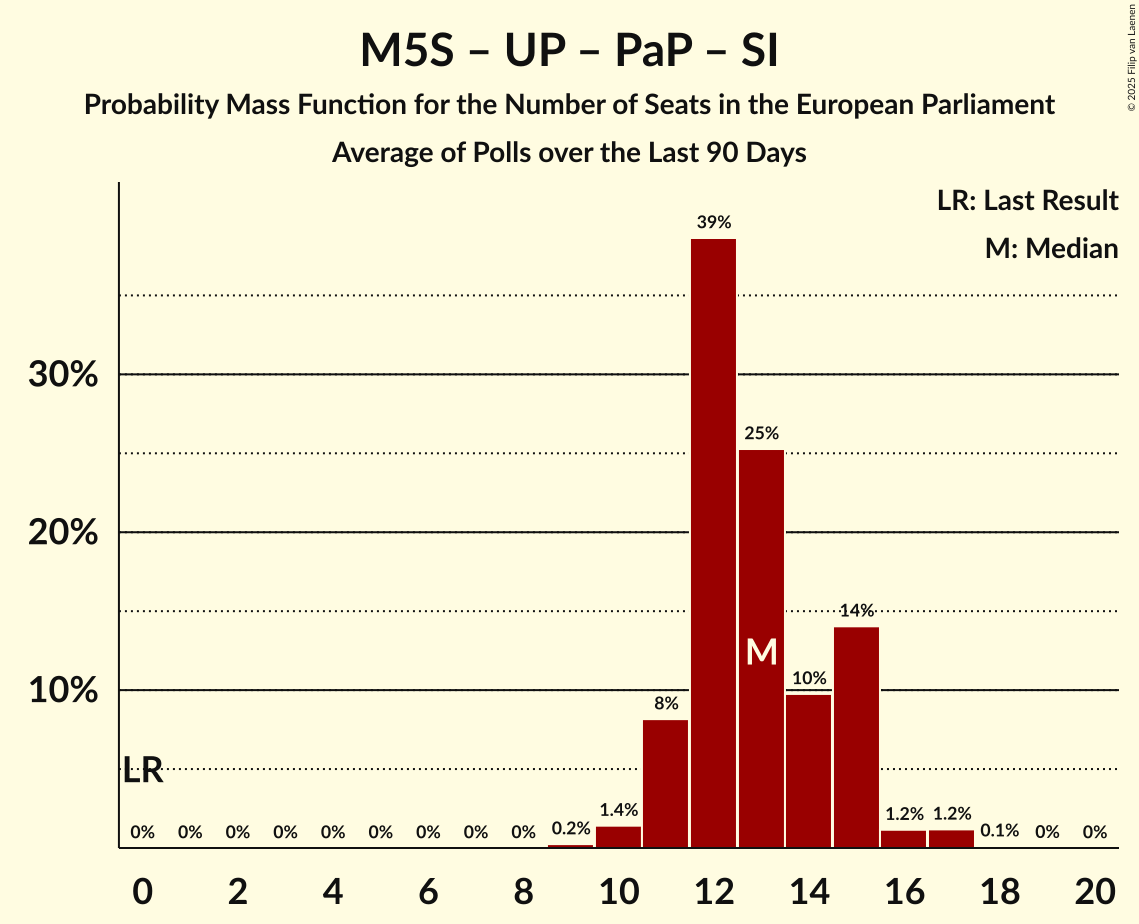 M5S – UP – PaP – SI
Probability Mass Function for the Number of Seats in the European Parliament
Average of Polls over the Last 90 Days
© 2025 Filip van Laenen
LR: Last Result
M: Median
39%
30%
25%
20%
14%
M
10%
10%
8%
LR
0% 0% 0% 0% 0% 0% 0% 0% 0% 0.2% 1.4% 1.2% 1.2% 0.1% 0% 0%
0 2 4 6 8 10 12 14 16 18 20